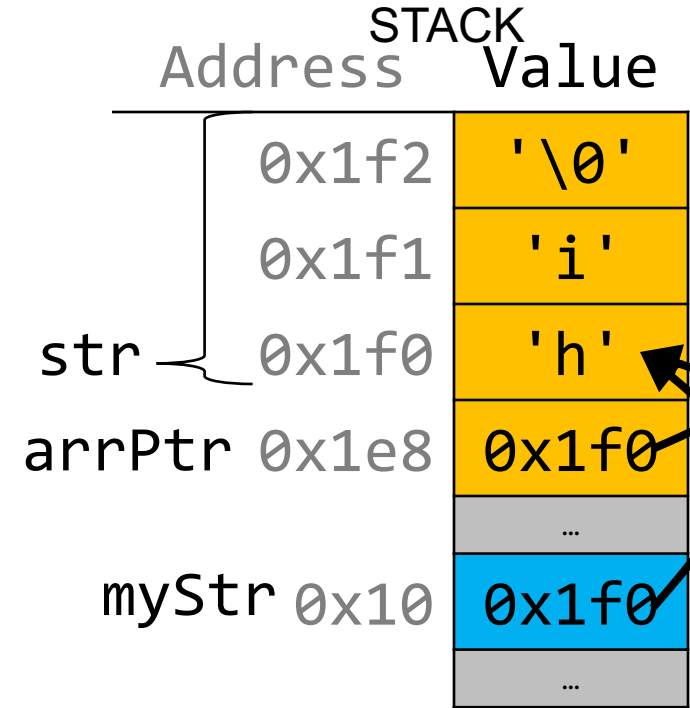 STACK
Address Value
0x1f2 '\0'
0x1f1 'i'
str 0x1f0 'h'
arrPtr 0x1e8 0x1f0
…
myStr 0x10 0x1f0
…